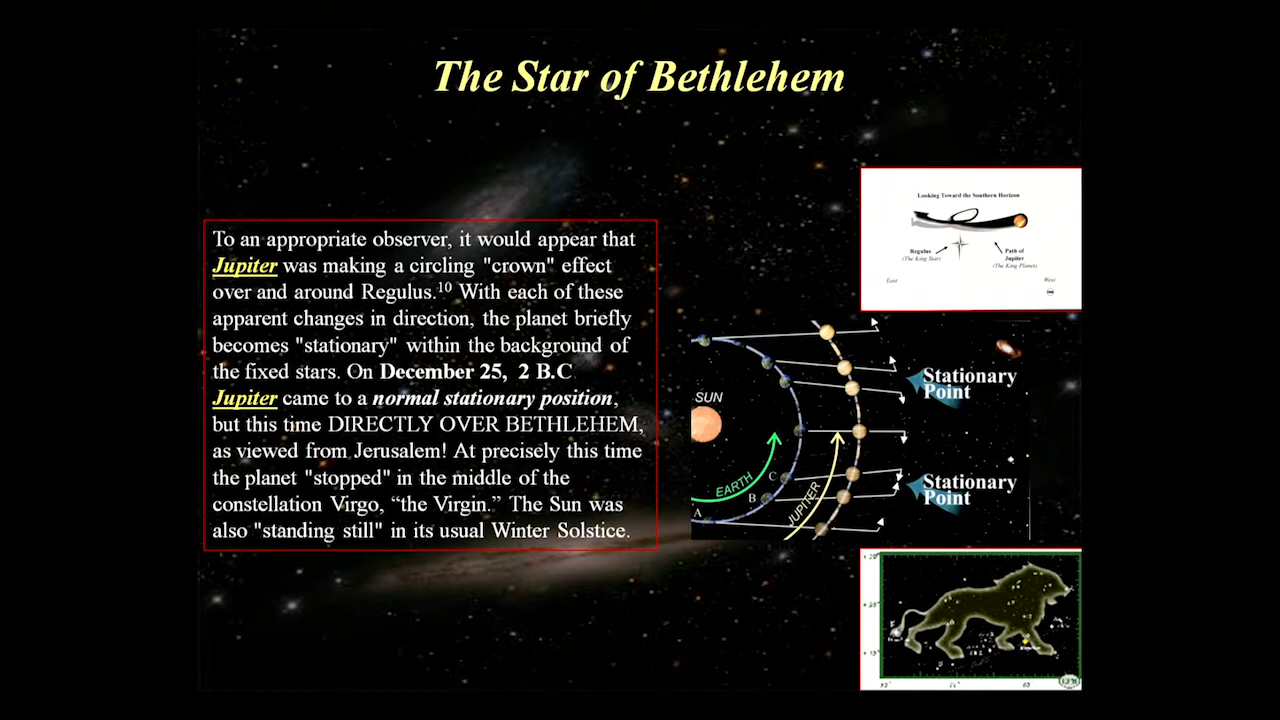 The Star of Bethlehem
To an appropriate observer, it would appear that
Jupiter was making a circling "crown" effect
over and around Regulus.10 With each of these
apparent changes in direction, the planet briefly
becomes "stationary" within the background of
the fixed stars. On December 25, 2 B.C
Jupiter came to a normal stationary position,
but this time DIRECTLY OVER BETHLEHEM,
as viewed from Jerusalem! At precisely this time
the planet "stopped" in the middle of the
constellation Virgo, “the Virgin.” The Sun was
also "standing still" in its usual Winter Solstice.
Looking Toward the Southern Horizon
Regulus
(The King Star)
Path of
Jupiter
(The King Planet)
East
West
SUN
EARTH
JUPITER
A
B
C
Stationary
Point
Stationary
Point